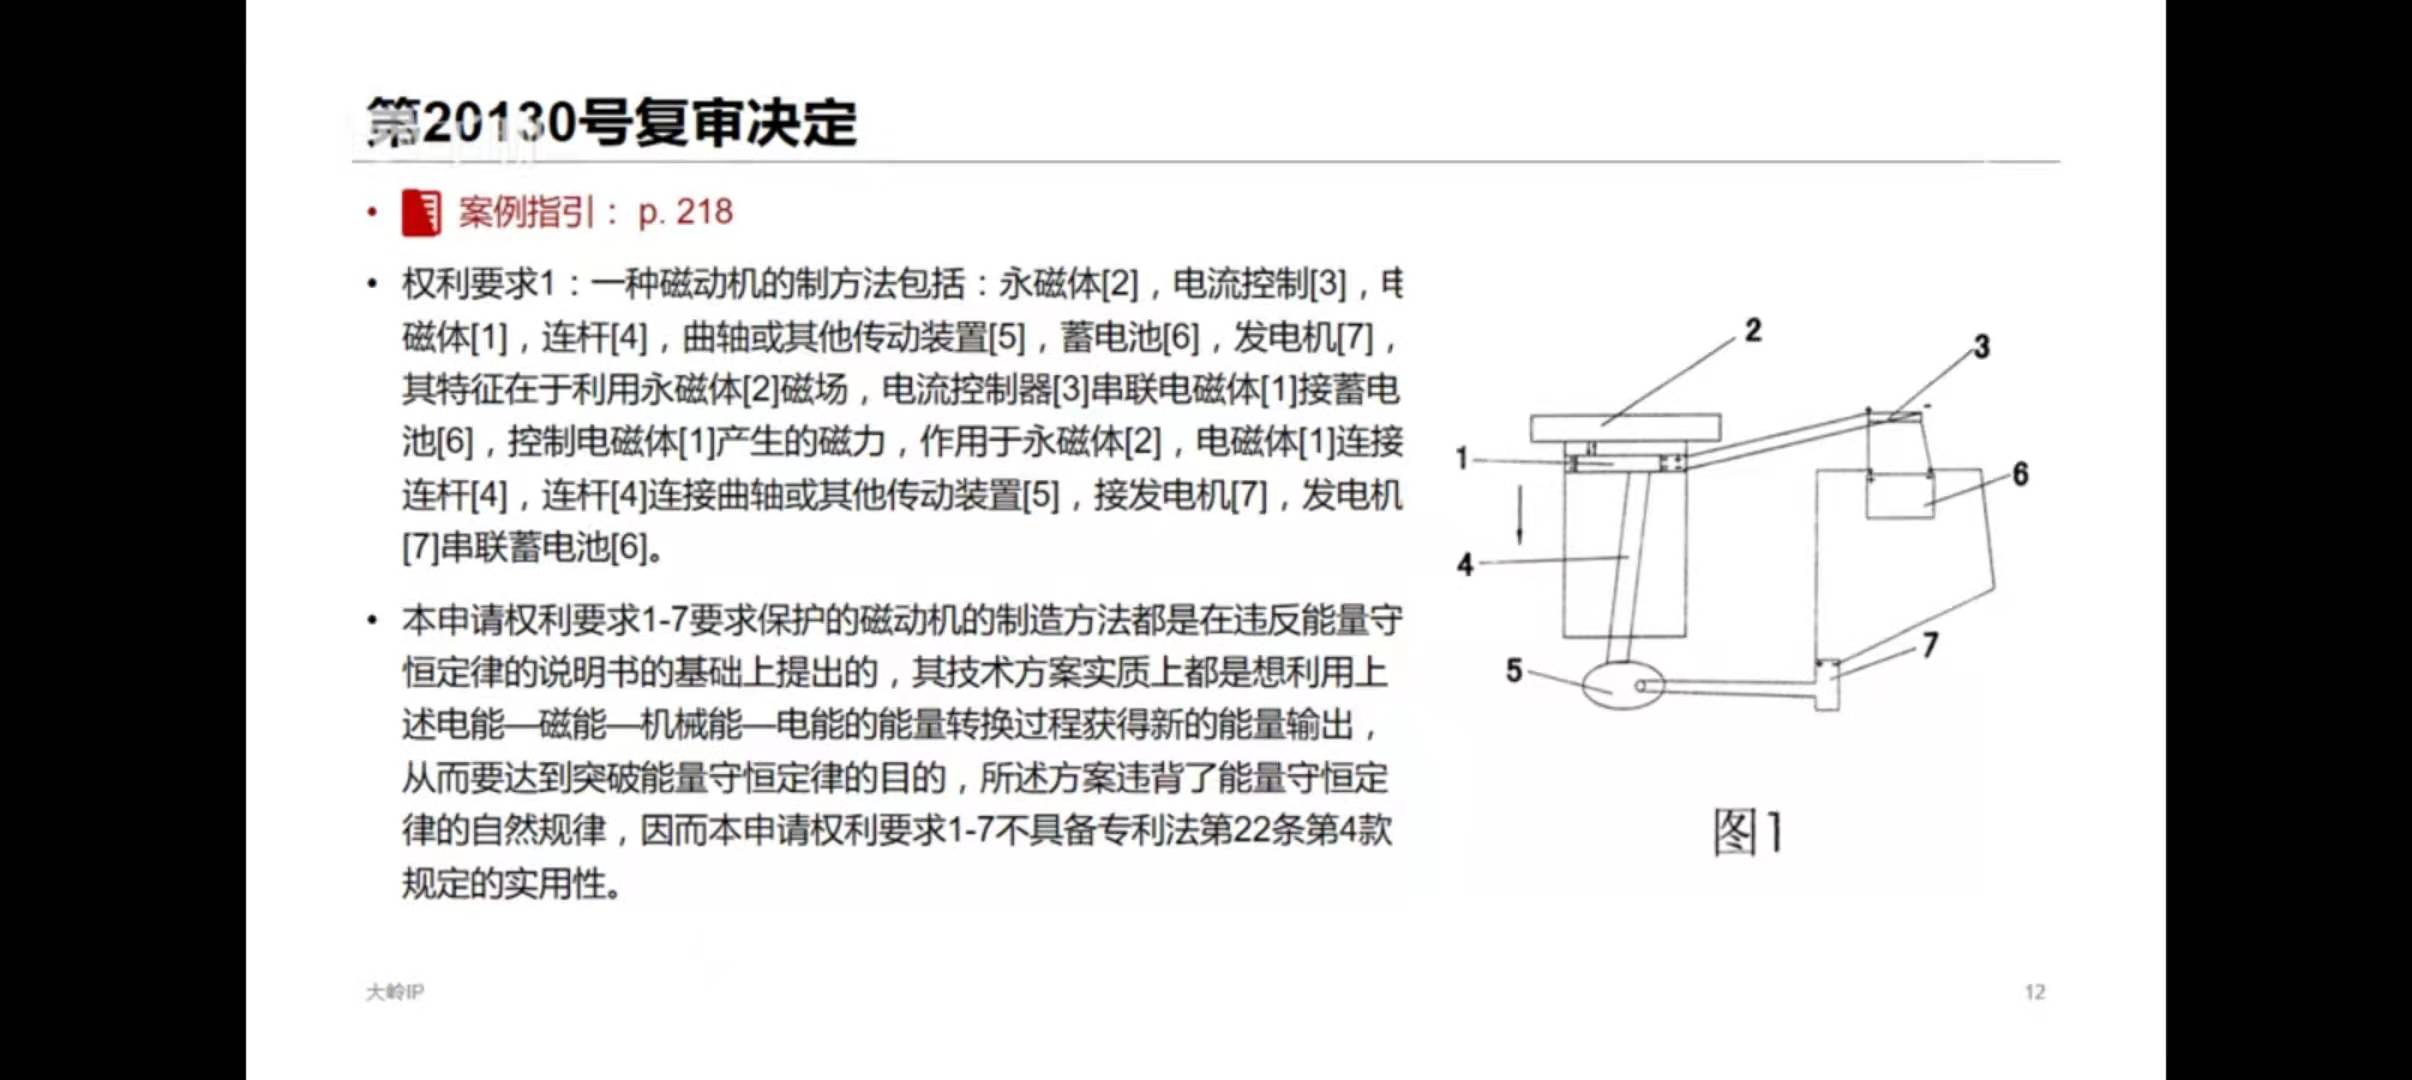 第20130号复审决定
• 案例指引： p. 218
• 权利要求1：一种磁动机的制方法包括：永磁体[2]，电流控制[3]，电
磁体[1]，连杆[4]，曲轴或其他传动装置[5]，蓄电池[6]，发电机[7]，
其特征在于利用永磁体[2]磁场，电流控制器[3]串联电磁体[1]接蓄电
池[6]，控制电磁体[1]产生的磁力，作用于永磁体[2]，电磁体[1]连接
连杆[4]，连杆[4]连接曲轴或其他传动装置[5]，接发电机[7]，发电机
[7]串联蓄电池[6]。
• 本申请权利要求1-7要求保护的磁动机的制造方法都是在违反能量守
恒定律的说明书的基础上提出的，其技术方案实质上都是想利用上
述电能—磁能—机械能—电能的能量转换过程获得新的能量输出，
从而要达到突破能量守恒定律的目的，所述方案违背了能量守恒定
律的自然规律，因而本申请权利要求1-7不具备专利法第22条第4款
规定的实用性。
2
3
1
6
4
7
5
图1
大岭IP
12